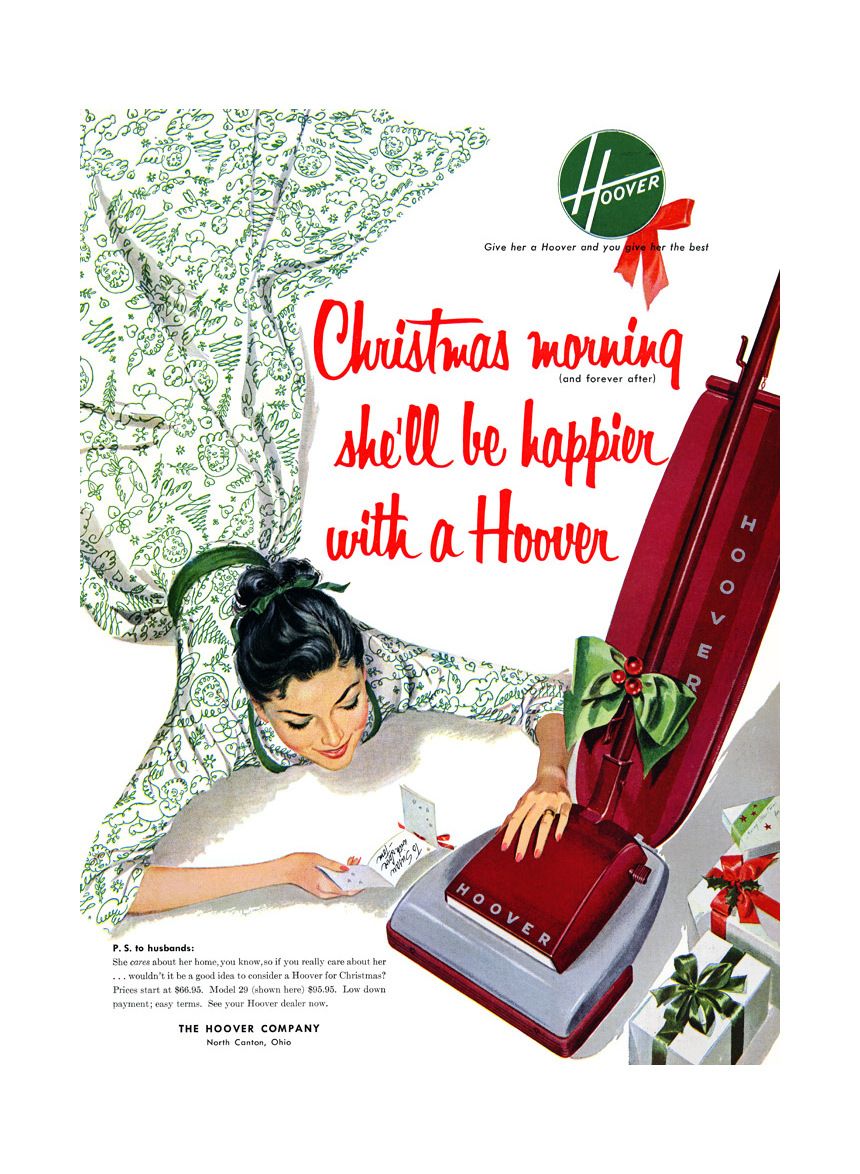 HOOVER
Give her a Hoover and you give her the best
Christmas morning
(and forever after)
she'll be happier
with a Hoover
HOOVER
To Susan
with love
HOOVER
P. S. to husbands:
She cares about her home, you know, so if you really care about her
. . . wouldn't it be a good idea to consider a Hoover for Christmas?
Prices start at $66.95. Model 29 (shown here) $95.95. Low down
payment; easy terms. See your Hoover dealer now.
THE HOOVER COMPANY
North Canton, Ohio